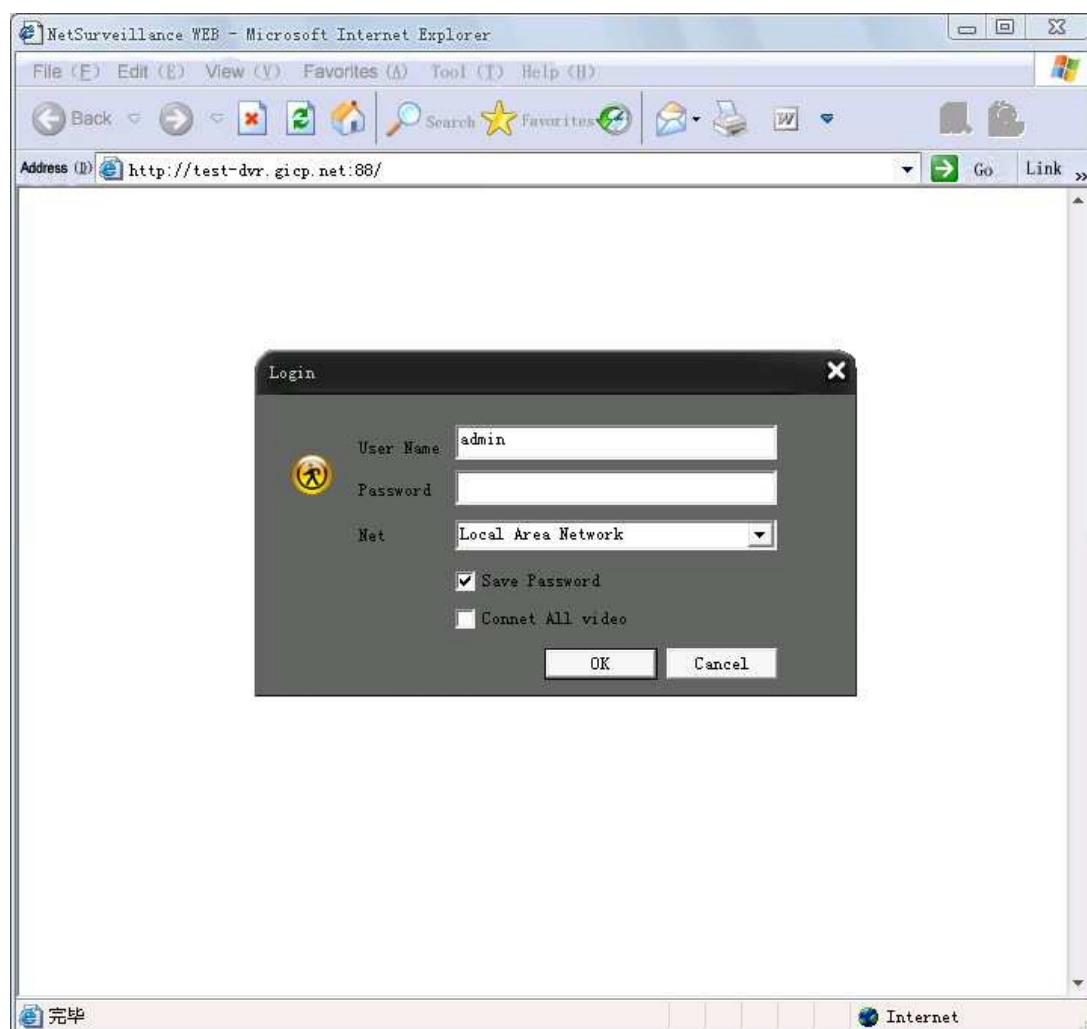 NetSurveillance WEB - Microsoft Internet Explorer
File (F) Edit (E) View (V) Favorites (A) Tool (T) Help (H)
Back Search Favorites
Address (D) http://test-dvr.gicp.net:88/ Go Link »
Login
User Name admin
Password
Net Local Area Network
Save Password
Connet All video
OK Cancel
完毕 Internet